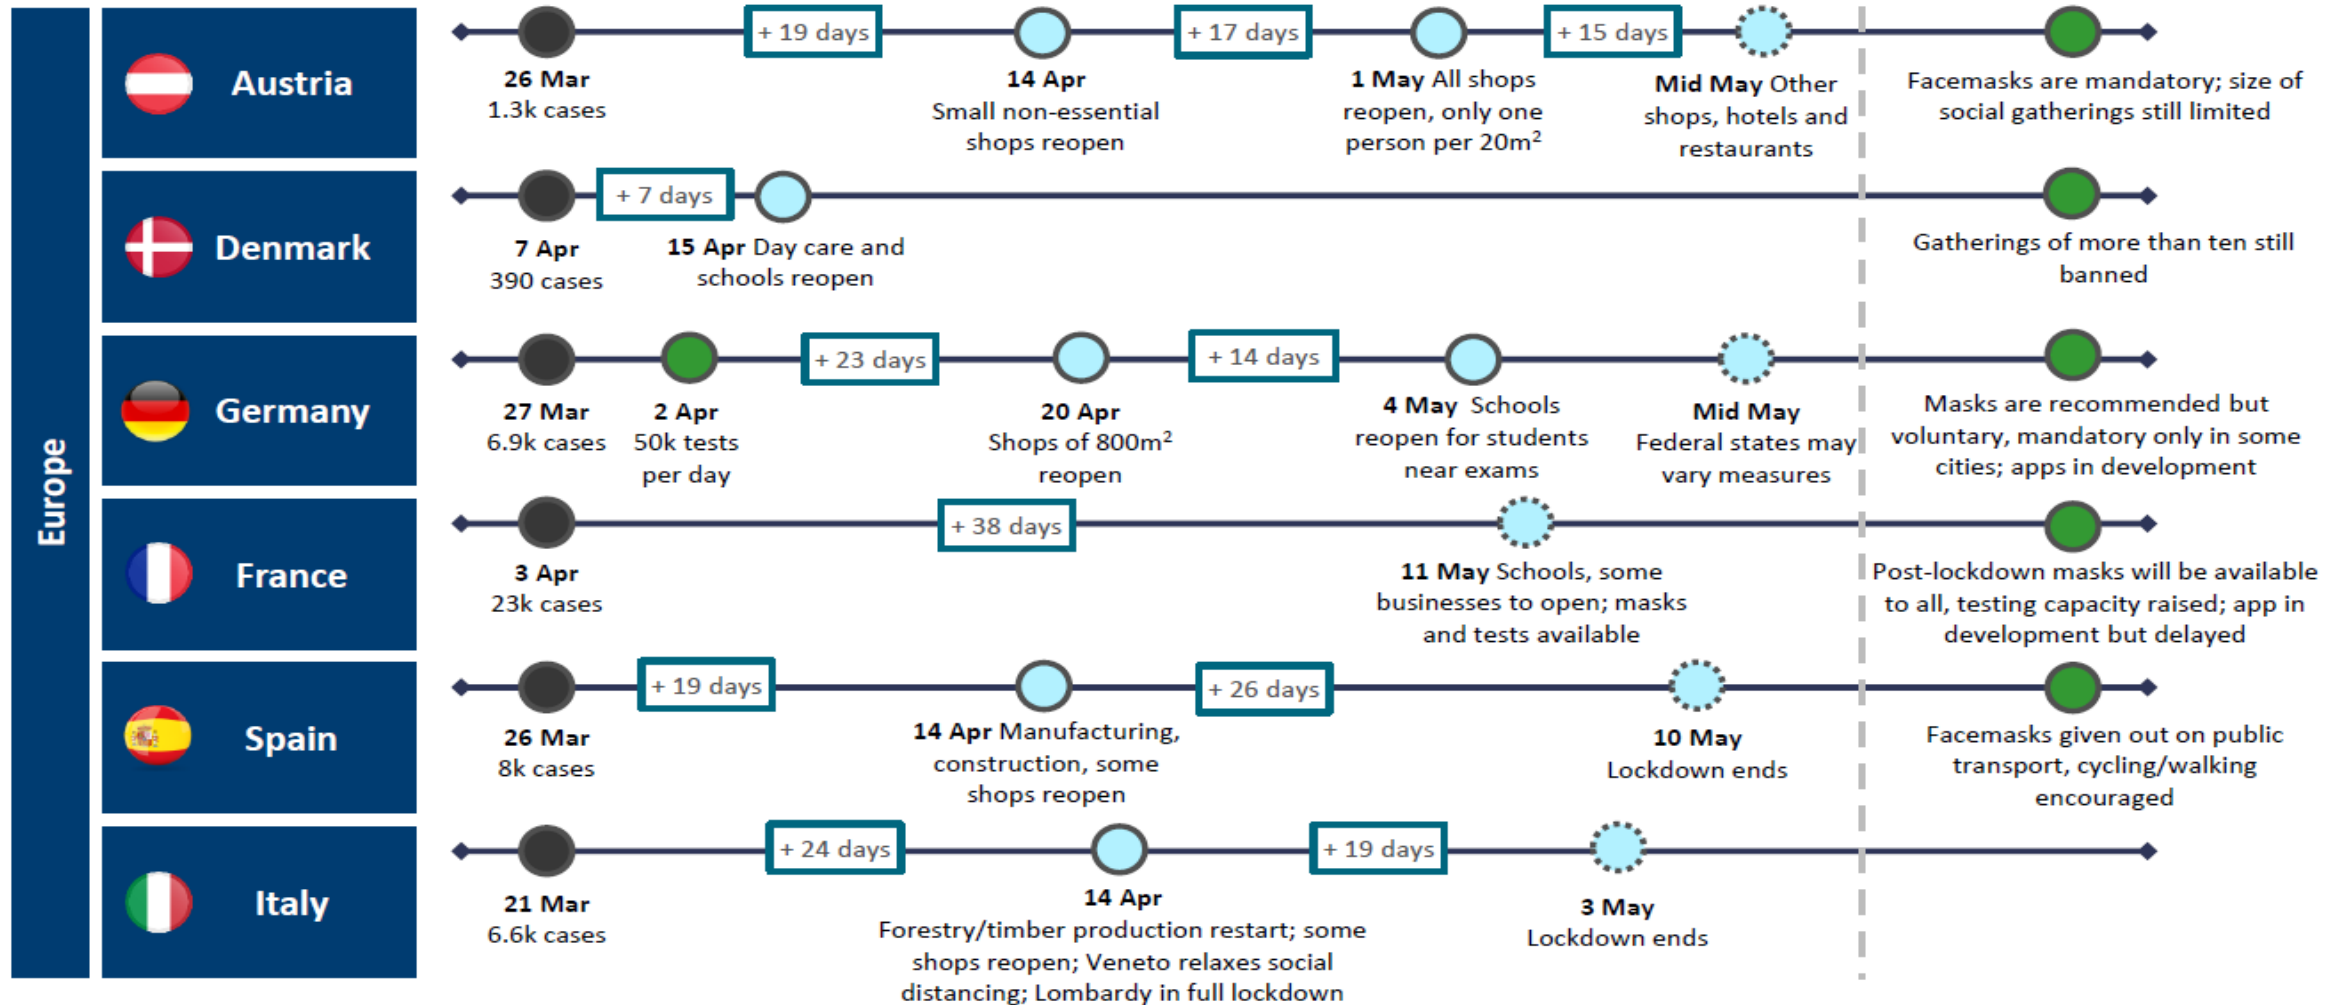 Europe
Austria
+ 19 days
+ 17 days
+ 15 days
26 Mar
1.3k cases
14 Apr
Small non-essential
shops reopen
1 May All shops
reopen, only one
person per 20m²
Mid May Other
shops, hotels and
restaurants
Facemasks are mandatory; size of
social gatherings still limited
Denmark
+ 7 days
7 Apr
390 cases
15 Apr Day care and
schools reopen
Gatherings of more than ten still
banned
Germany
+ 23 days
+ 14 days
27 Mar
6.9k cases
2 Apr
50k tests
per day
20 Apr
Shops of 800m²
reopen
4 May Schools
reopen for students
near exams
Mid May
Federal states may
vary measures
Masks are recommended but
voluntary, mandatory only in some
cities; apps in development
France
+ 38 days
3 Apr
23k cases
11 May Schools, some
businesses to open; masks
and tests available
Post-lockdown masks will be available
to all, testing capacity raised; app in
development but delayed
Spain
+ 19 days
+ 26 days
26 Mar
8k cases
14 Apr Manufacturing,
construction, some
shops reopen
10 May
Lockdown ends
Facemasks given out on public
transport, cycling/walking
encouraged
Italy
+ 24 days
+ 19 days
21 Mar
6.6k cases
14 Apr
Forestry/timber production restart; some
shops reopen; Veneto relaxes social
distancing; Lombardy in full lockdown
3 May
Lockdown ends